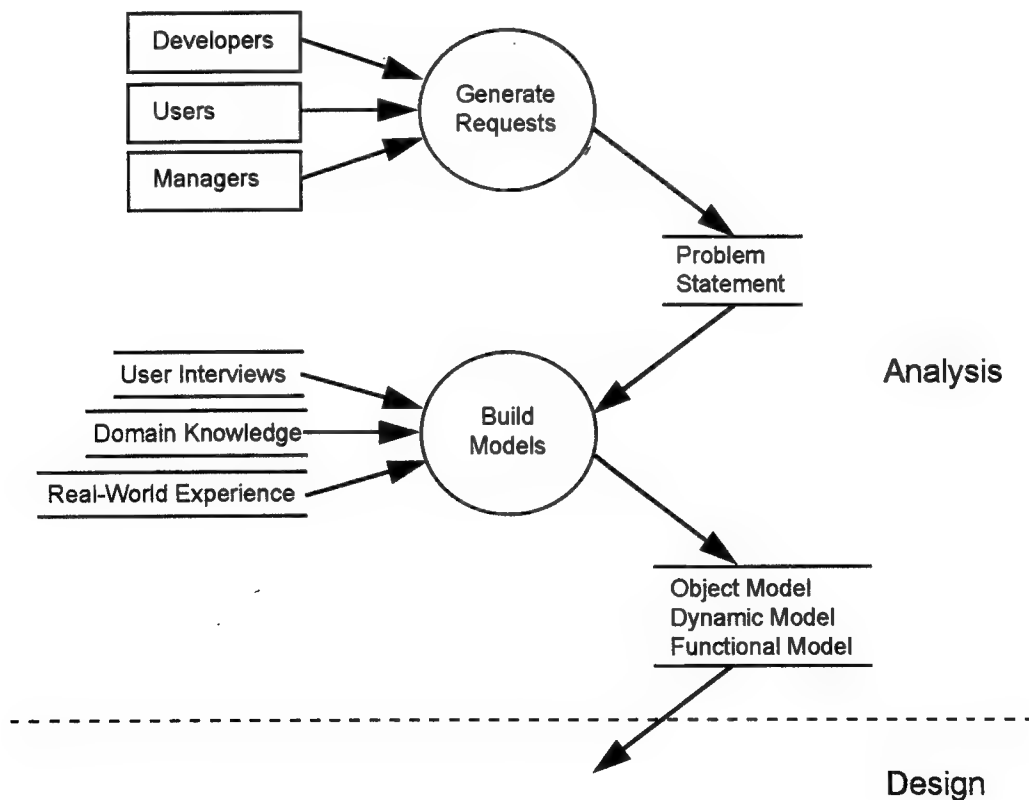 Developers
Users
Managers
Generate
Requests
Problem
Statement
Analysis
User Interviews
Domain Knowledge
Real-World Experience
Build
Models
Object Model
Dynamic Model
Functional Model
Design